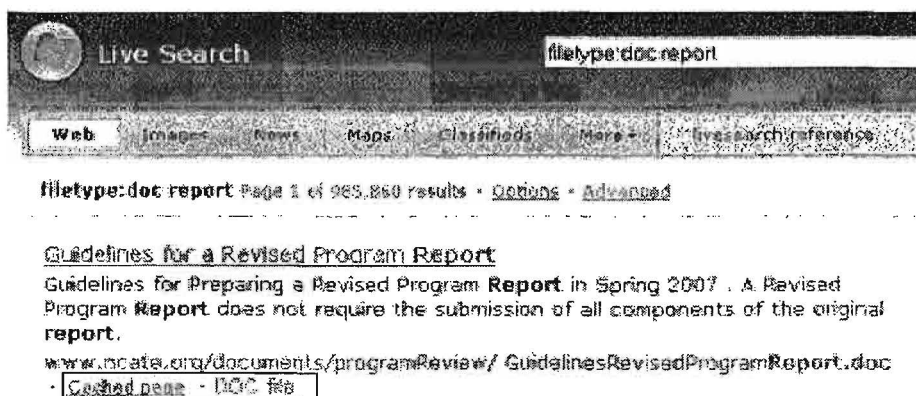 Live Search
filetype:doc report
Web Images News Maps Classifieds More livesearch reference
filetype:doc report Page 1 of 985,860 results · Options · Advanced
Guidelines for a Revised Program Report
Guidelines for Preparing a Revised Program Report in Spring 2007 . A Revised
Program Report does not require the submission of all components of the original
report.
www.ncate.org/documents/programReview/ GuidelinesRevisedProgramReport.doc
· Cached page · DOC file